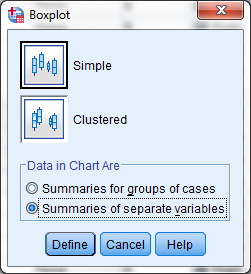 Boxplot
Simple
Clustered
Data in Chart Are
Summaries for groups of cases
Summaries of separate variables
Define Cancel Help